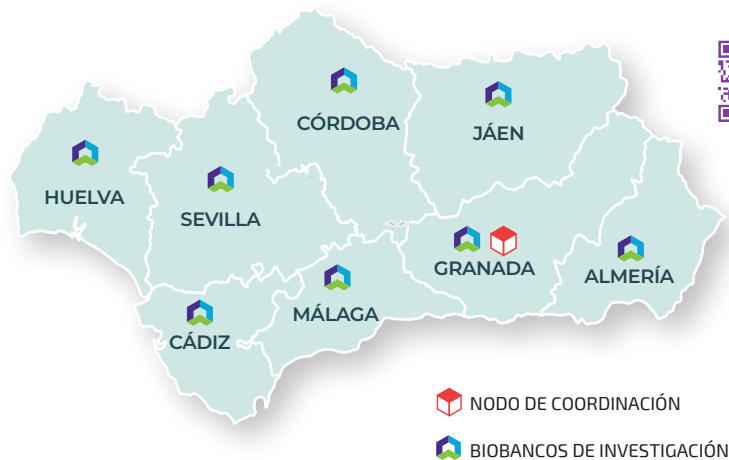 CÓRDOBA
JÁEN
HUELVA
SEVILLA
GRANADA
ALMERÍA
MÁLAGA
CÁDIZ
NODO DE COORDINACIÓN
BIOBANCOS DE INVESTIGACIÓN